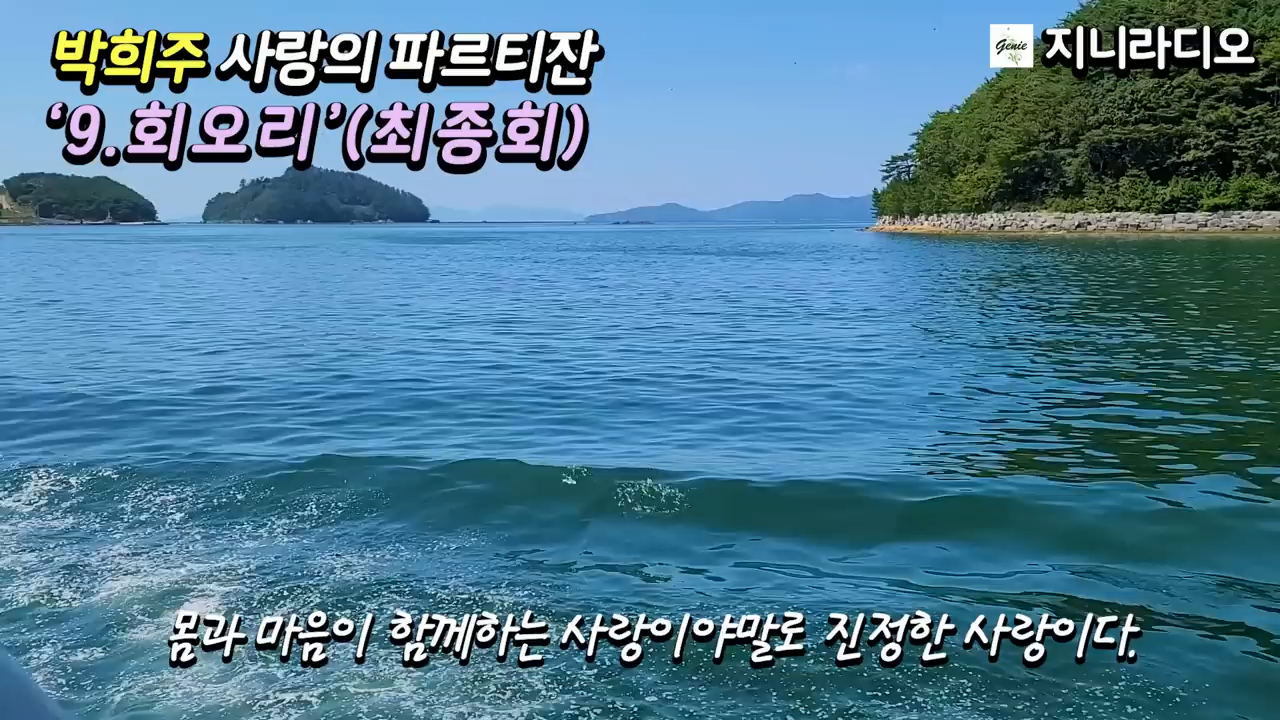 박희주 사랑의 파르티잔
Genie 지니라디오
‘9.회오리’(최종회)
몸과 마음이 함께하는 사랑이야말로 진정한 사랑이다.